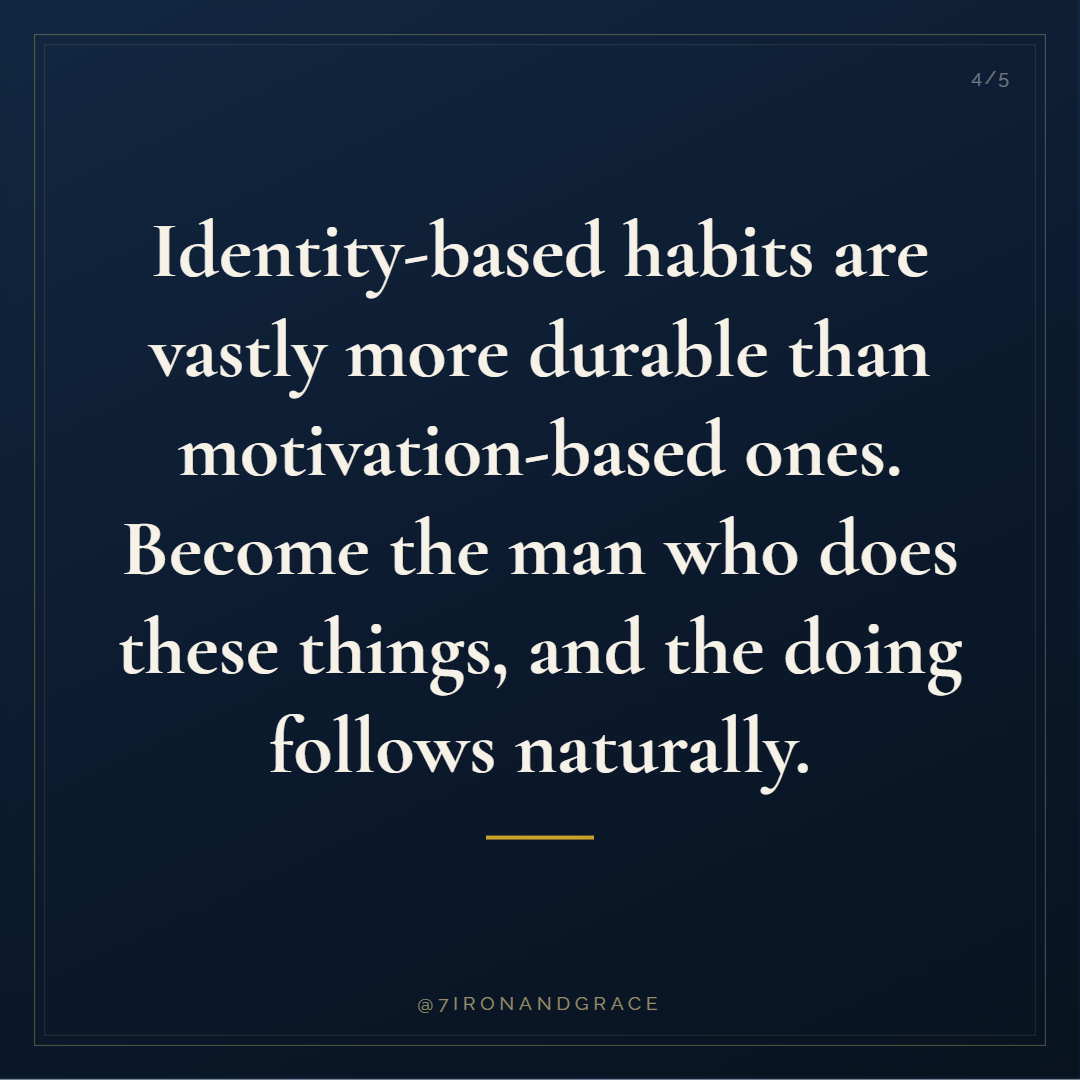 4/5
Identity-based habits are
vastly more durable than
motivation-based ones.
Become the man who does
these things, and the doing
follows naturally.
@7IRONANDGRACE